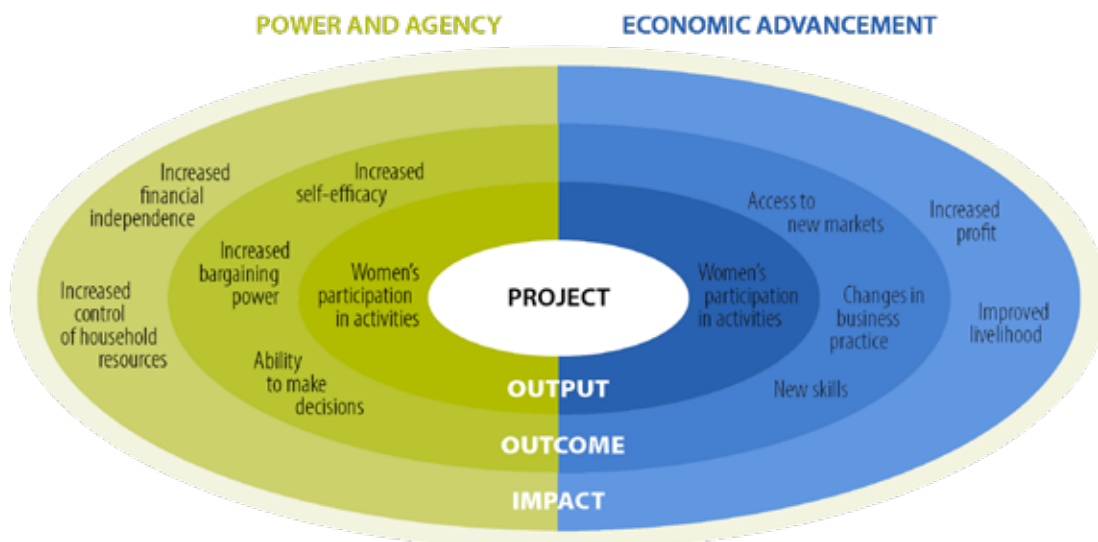 POWER AND AGENCY
ECONOMIC ADVANCEMENT
Increased
financial
independence
Increased
self-efficacy
Increased
bargaining
power
Increased
control
of household
resources
Women's
participation
in activities
Ability
to make
decisions
PROJECT
Women's
participation
in activities
Access to
new markets
Changes in
business
practice
New skills
Increased
profit
Improved
livelihood
OUTPUT
OUTCOME
IMPACT